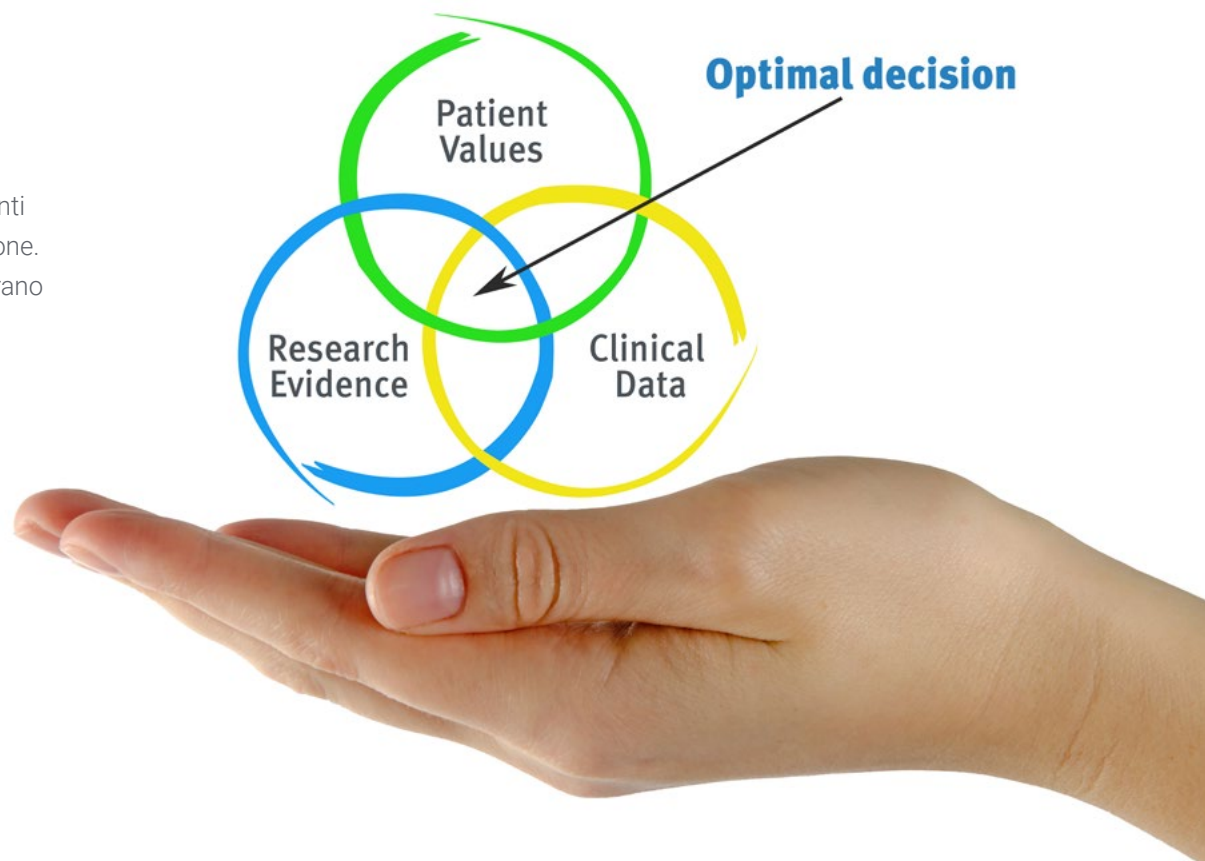 Optimal decision
Patient
Values
Research
Evidence
Clinical
Data